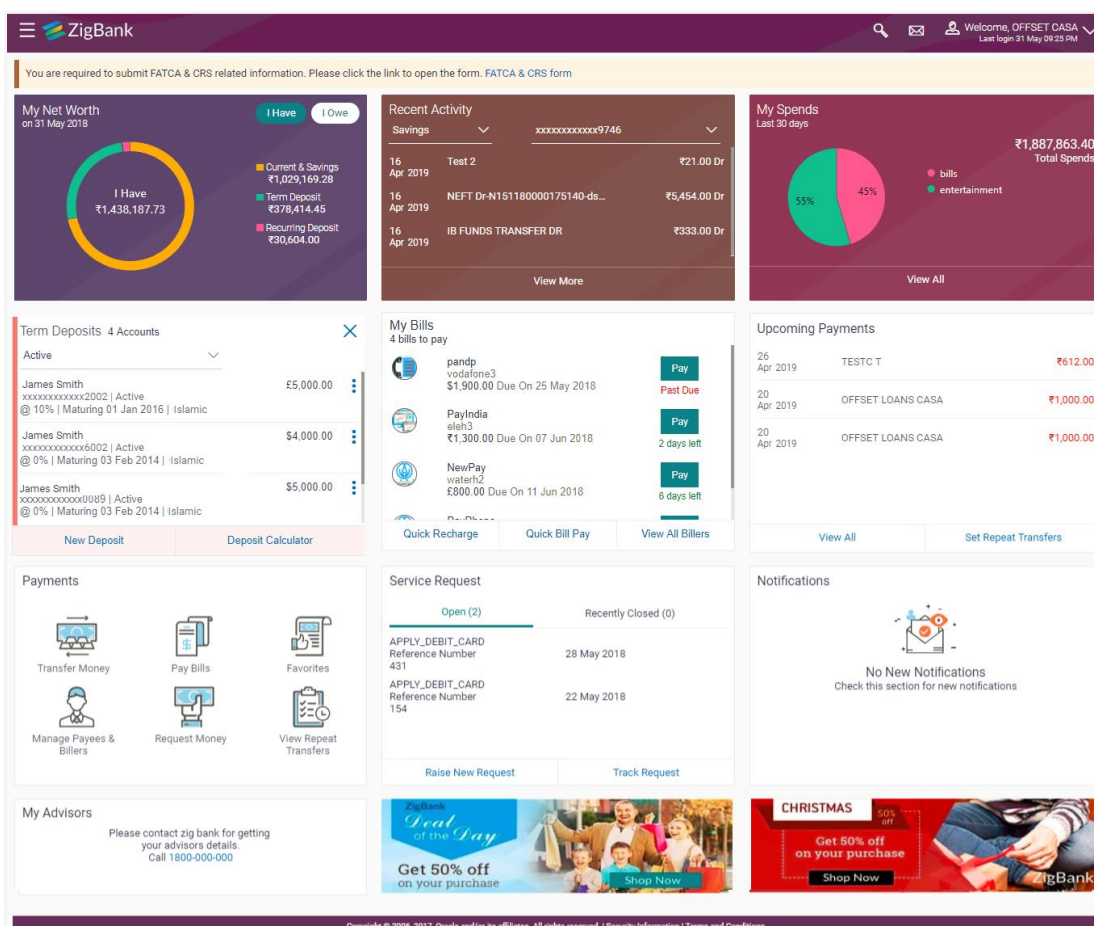 ZigBank
Welcome, OFFSET CASA
Last login 31 May 09:25 PM
You are required to submit FATCA & CRS related information. Please click the link to open the form. FATCA & CRS form
My Net Worth
on 31 May 2018
I Have
I Owe
I Have
₹1,438,187.73
Current & Savings
₹1,029,169.28
Term Deposit
₹378,414.45
Recurring Deposit
₹30,604.00
Recent Activity
Savings xxxxxxxxxxxx9746
16 Test 2 ₹21.00 Dr
Apr 2019
16 NEFT Dr-N151180000175140-ds... ₹5,454.00 Dr
Apr 2019
16 IB FUNDS TRANSFER DR ₹333.00 Dr
Apr 2019
View More
My Spends
Last 30 days
₹1,887,863.40
Total Spends
45%
55%
bills
entertainment
View All
Term Deposits 4 Accounts
Active
James Smith £5,000.00
xxxxxxxxxxxx2002 | Active
@ 10% | Maturing 01 Jan 2016 | Islamic
James Smith $4,000.00
xxxxxxxxxxxx6002 | Active
@ 0% | Maturing 03 Feb 2014 | Islamic
James Smith $5,000.00
xxxxxxxxxxxx0089 | Active
@ 0% | Maturing 03 Feb 2014 | Islamic
New Deposit Deposit Calculator
My Bills
4 bills to pay
pandp
vodafone3
$1,900.00 Due On 25 May 2018
Pay
Past Due
PayIndia
eleh3
₹1,300.00 Due On 07 Jun 2018
Pay
2 days left
NewPay
waterh2
£800.00 Due On 11 Jun 2018
Pay
6 days left
Quick Recharge Quick Bill Pay View All Billers
Upcoming Payments
26 TESTC T ₹612.00
Apr 2019
20 OFFSET LOANS CASA ₹1,000.00
Apr 2019
20 OFFSET LOANS CASA ₹1,000.00
Apr 2019
View All Set Repeat Transfers
Payments
Transfer Money Pay Bills Favorites
Manage Payees &
Billers
Request Money
View Repeat
Transfers
Service Request
Open (2) Recently Closed (0)
APPLY_DEBIT_CARD
Reference Number 28 May 2018
431
APPLY_DEBIT_CARD
Reference Number 22 May 2018
154
Raise New Request Track Request
Notifications
No New Notifications
Check this section for new notifications
My Advisors
Please contact zig bank for getting
your advisors details.
Call 1800-000-000
ZigBank
Deal
of the Day
Get 50% off
on your purchase
Shop Now
CHRISTMAS
50%
off
Get 50% off
on your purchase
Shop Now
ZigBank
Copyright © 2006, 2017, Oracle and/or its affiliates. All rights reserved. | Security Information | Terms and Conditions